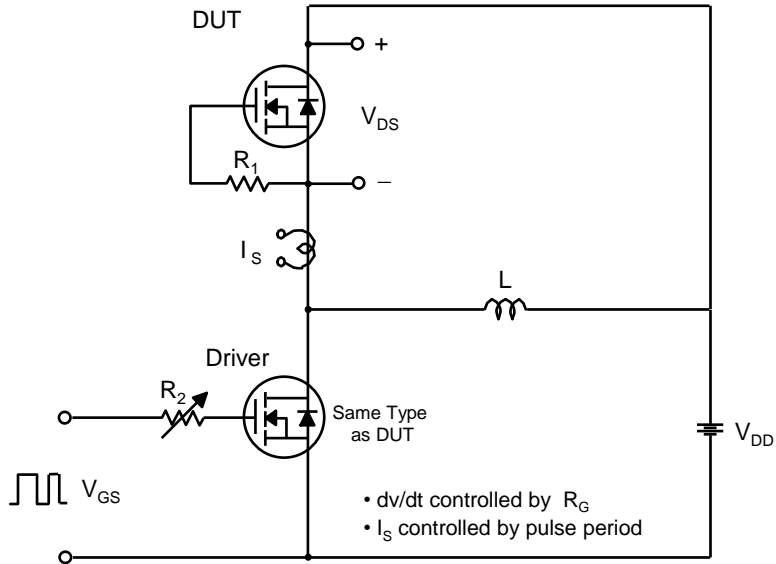 DUT
+
V_DS
R_1
−
I_S
L
Driver
R_2
Same Type
as DUT
V_DD
V_GS
• dv/dt controlled by R_G
• I_S controlled by pulse period